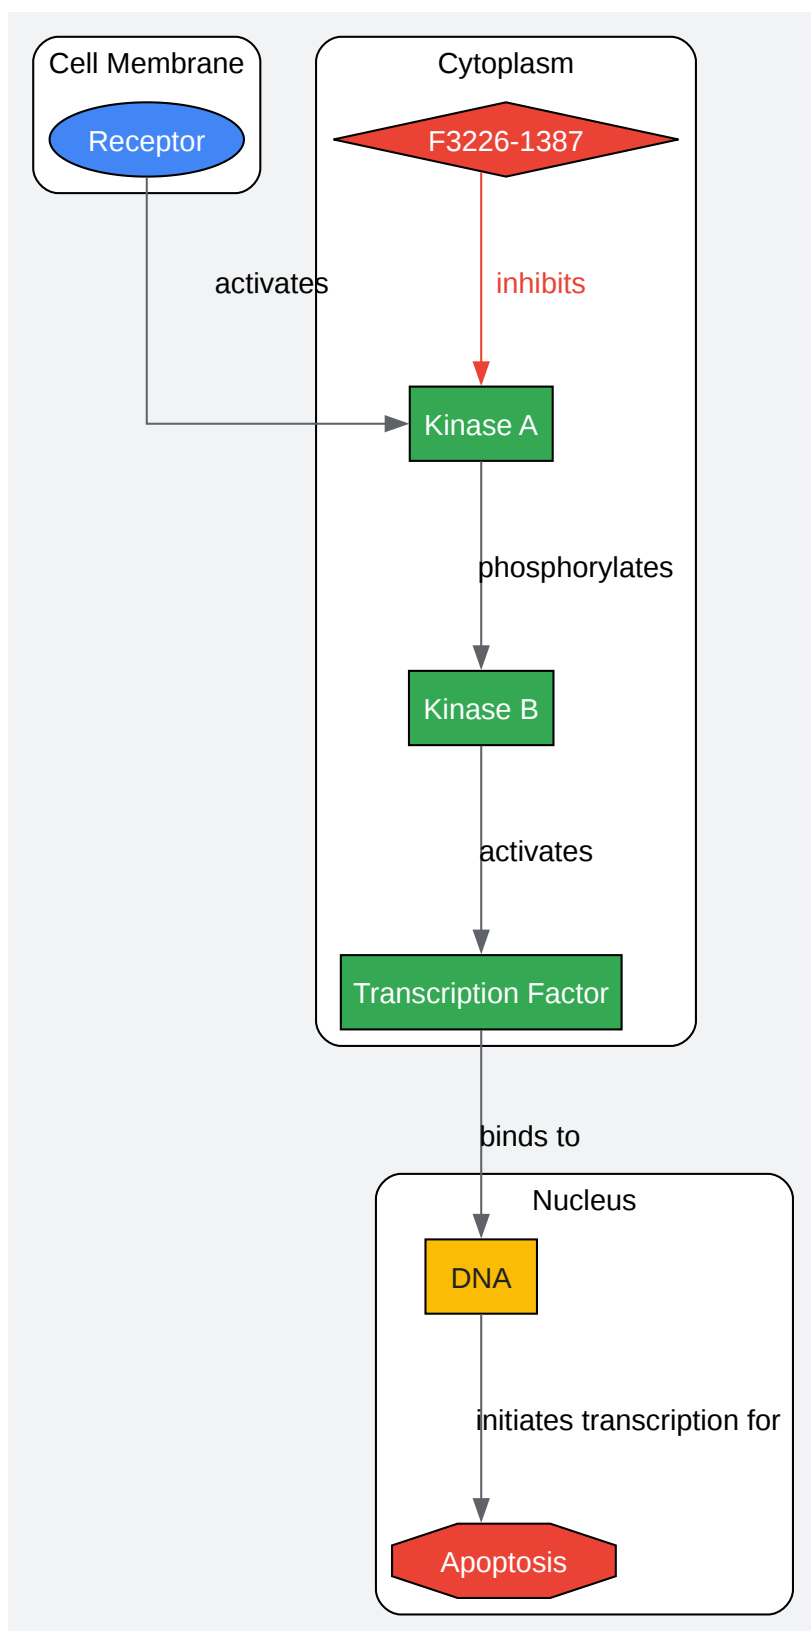 Cell Membrane
Cytoplasm
Receptor
F3226-1387
activates
inhibits
Kinase A
phosphorylates
Kinase B
activates
Transcription Factor
binds to
Nucleus
DNA
initiates transcription for
Apoptosis